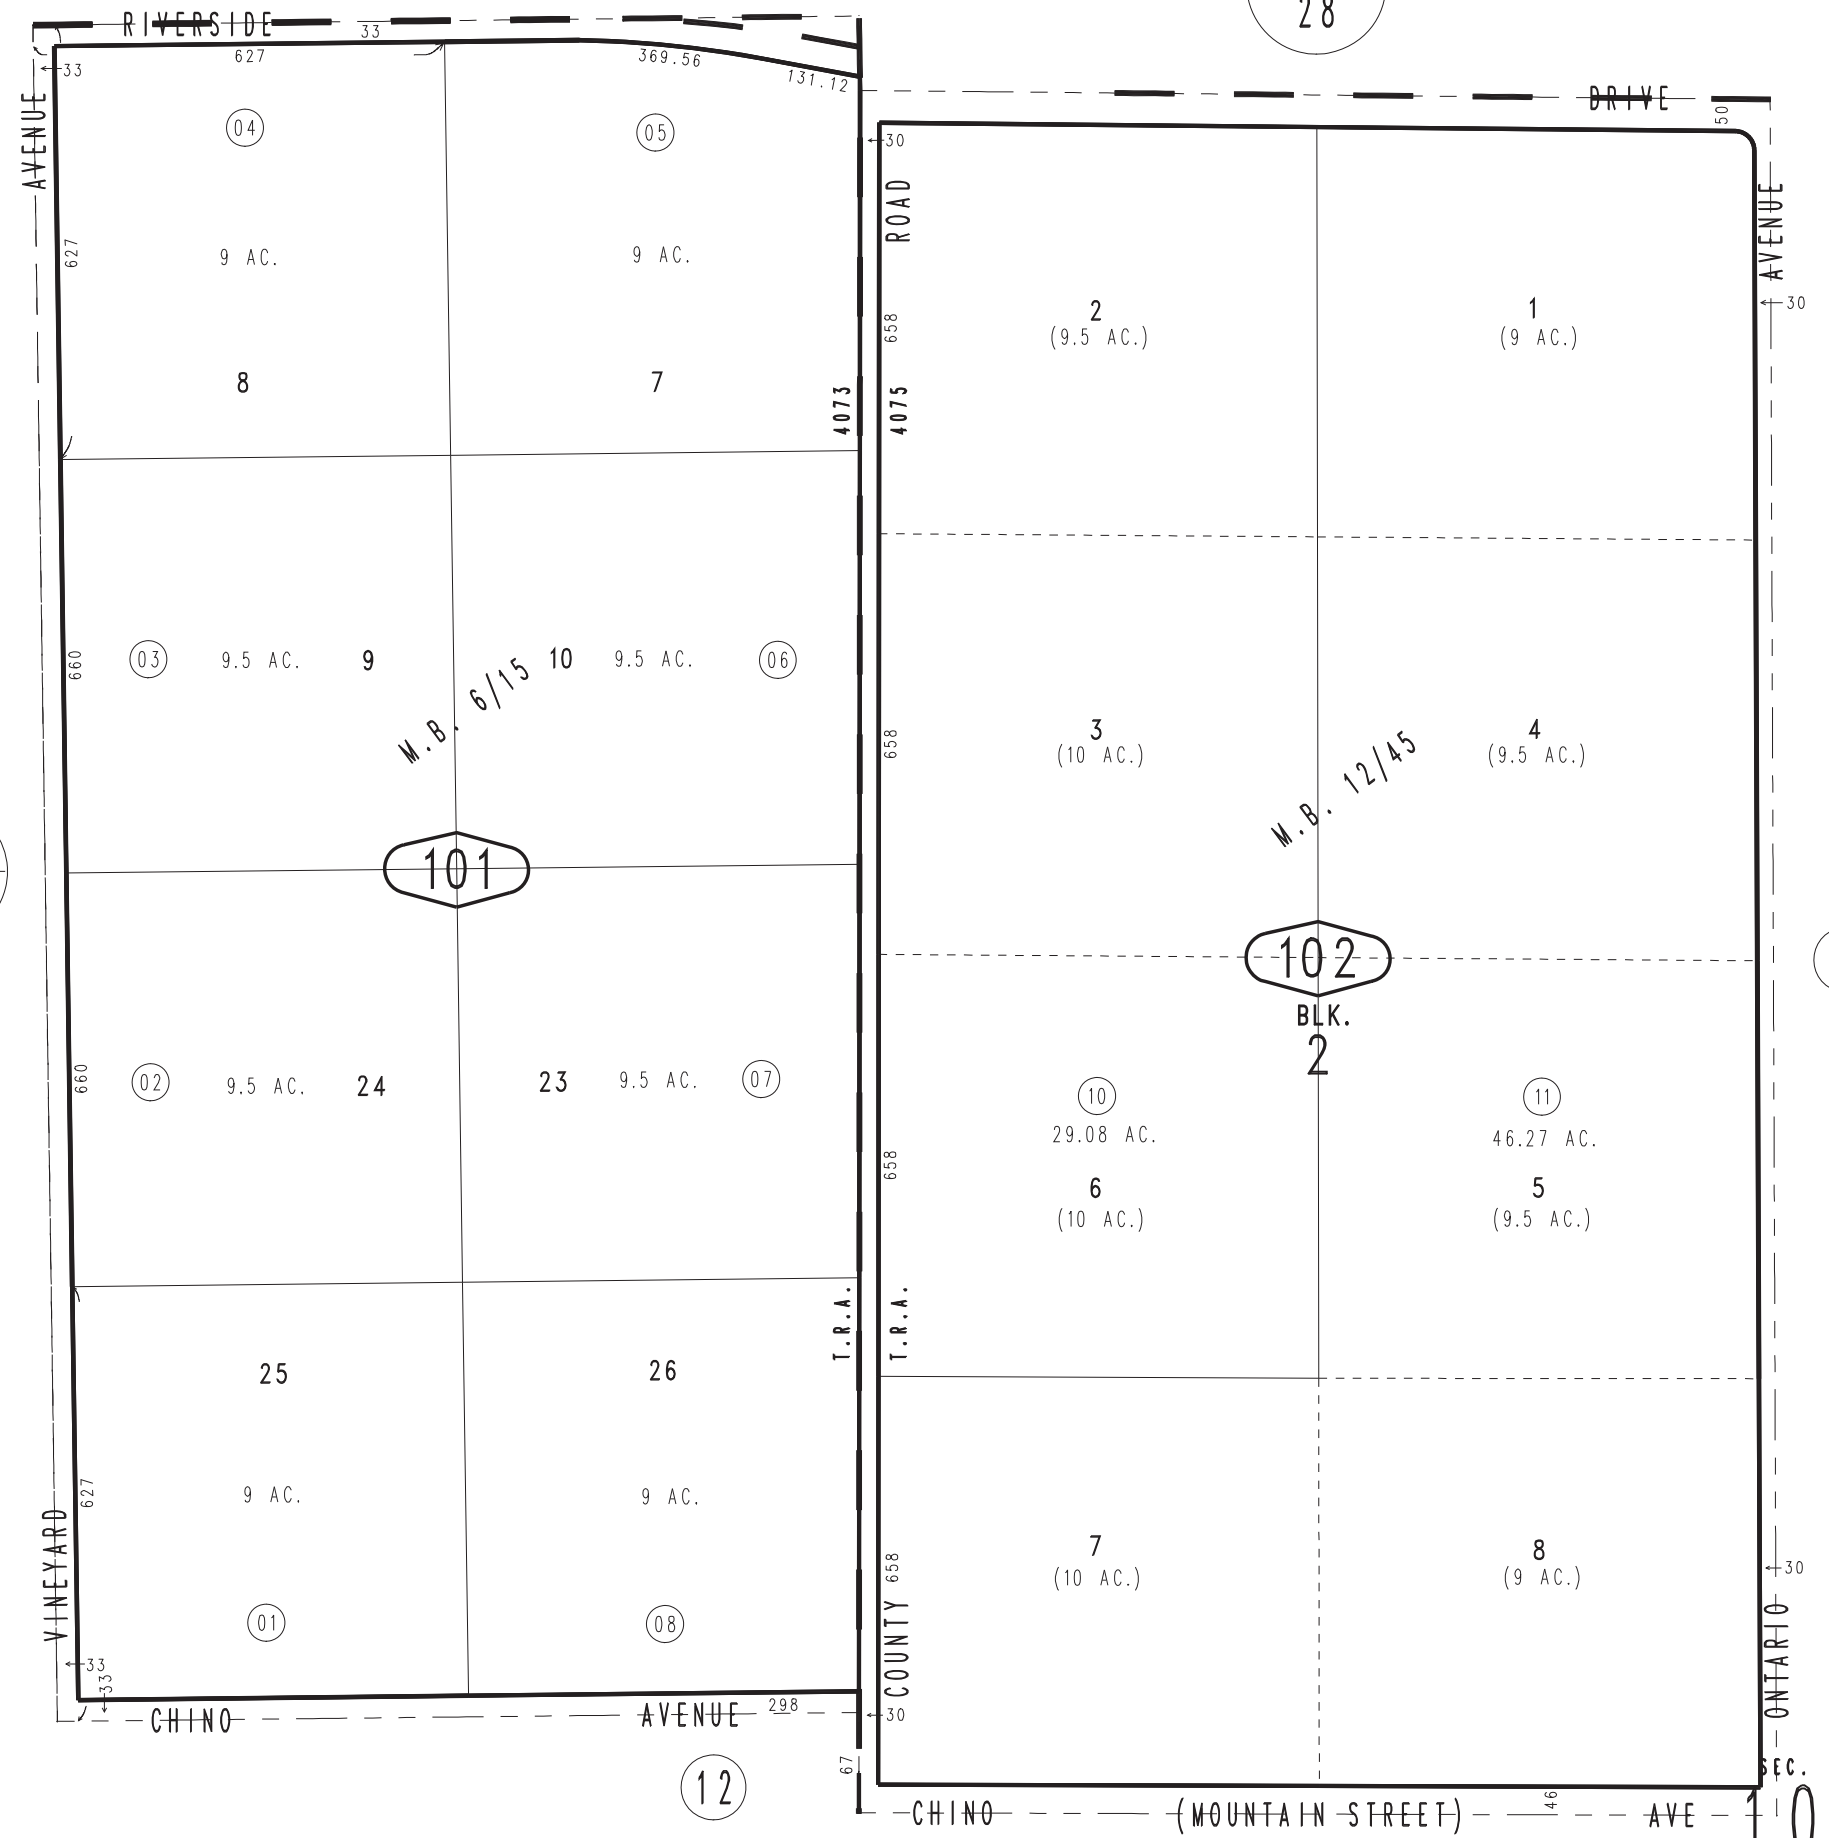 28
RIVERSIDE
33
33
627
369.56
131.12
DRIVE
50
AVENUE
04
05
30
ROAD
AVENUE
627
9 AC.
9 AC.
658
2
(9.5 AC.)
1
(9 AC.)
30
8
7
4073
4075
660
03
9.5 AC.
9
10
9.5 AC.
06
M.B. 6/15
658
3
(10 AC.)
4
(9.5 AC.)
M.B. 12/45
101
102
BLK.
2
660
02
9.5 AC.
24
23
9.5 AC.
07
658
10
29.08 AC.
6
(10 AC.)
11
46.27 AC.
5
(9.5 AC.)
T.R.A.
T.R.A.
25
26
627
9 AC.
9 AC.
658
7
(10 AC.)
8
(9 AC.)
30
VINEYARD
01
08
COUNTY
ONTARIO
33
33
298
CHINO AVENUE
30
67
12
SEC.
10
46
CHINO (MOUNTAIN STREET) AVE